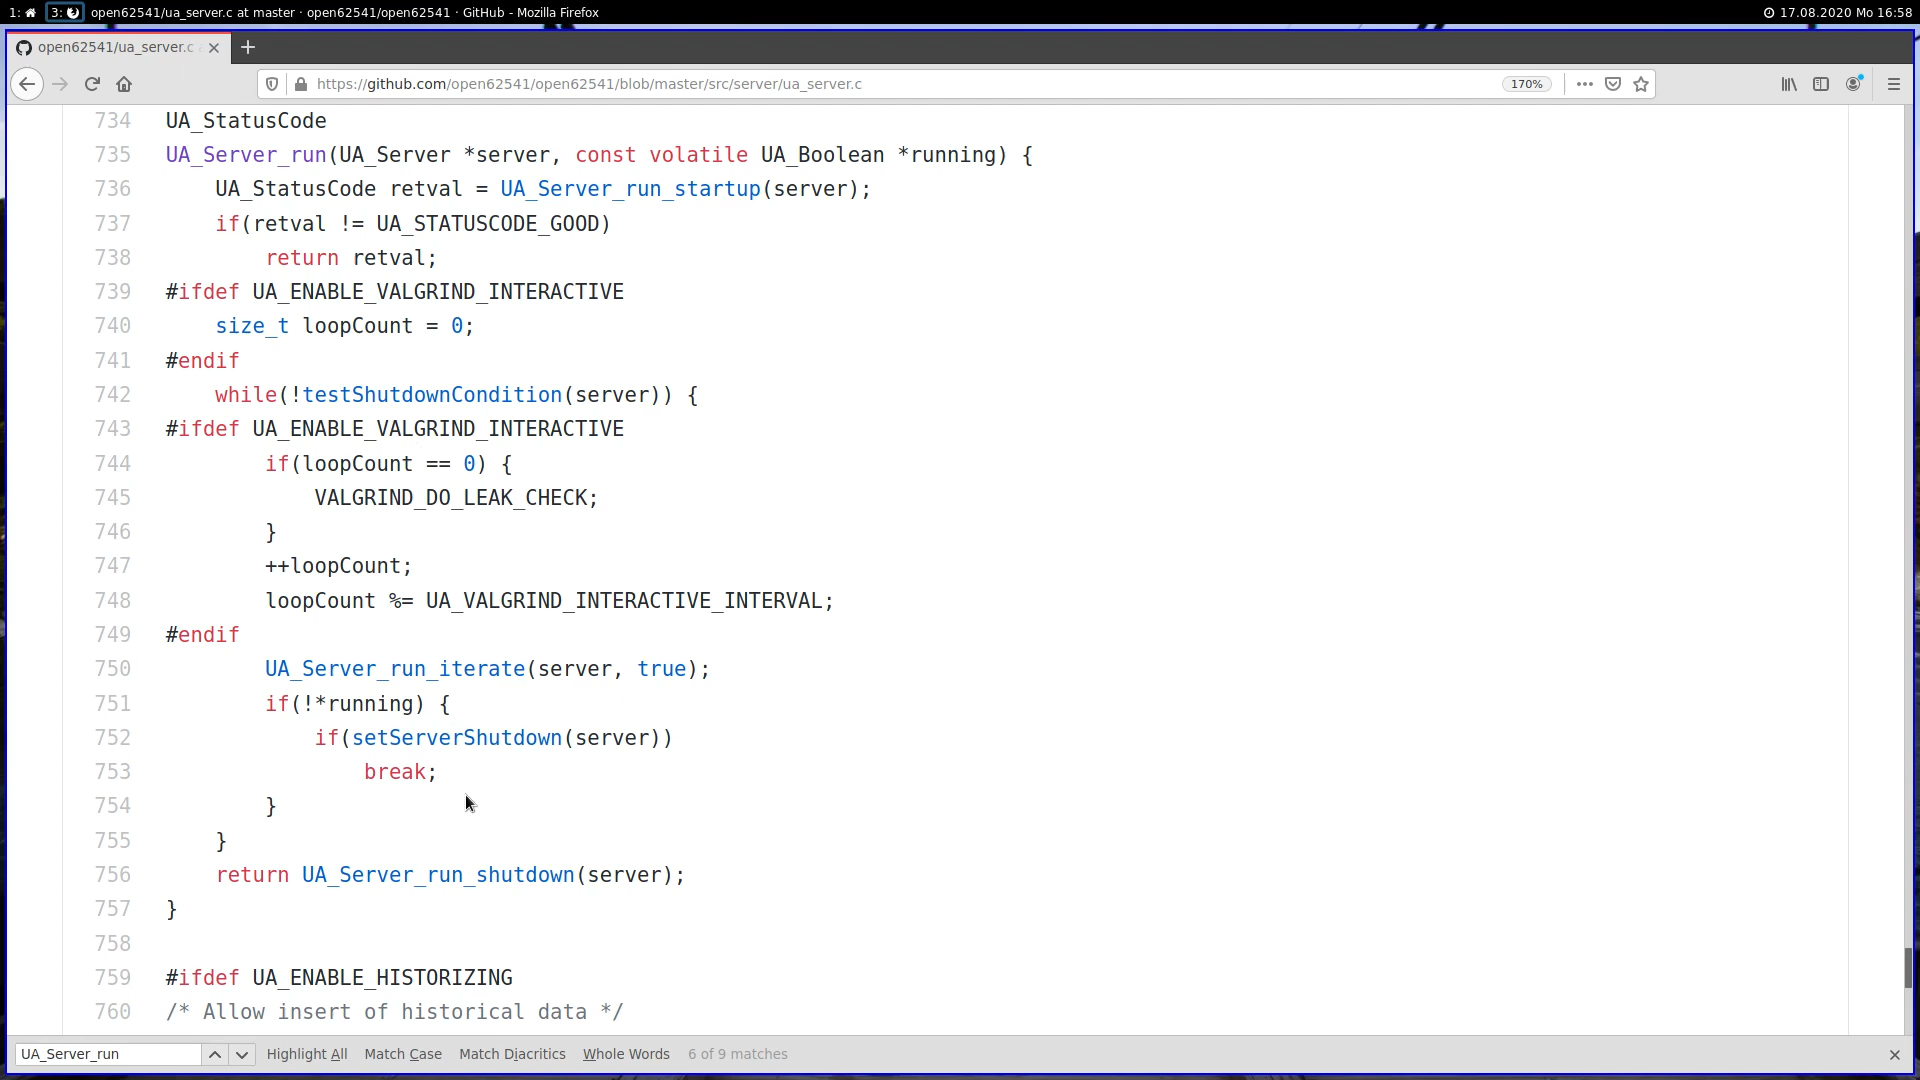 1: 3: open62541/ua_server.c at master · open62541/open62541 · GitHub - Mozilla Firefox 17.08.2020 Mo 16:58
open62541/ua_server.c
https://github.com/open62541/open62541/blob/master/src/server/ua_server.c 170%
734 UA_StatusCode
735 UA_Server_run(UA_Server *server, const volatile UA_Boolean *running) {
736     UA_StatusCode retval = UA_Server_run_startup(server);
737     if(retval != UA_STATUSCODE_GOOD)
738         return retval;
739 #ifdef UA_ENABLE_VALGRIND_INTERACTIVE
740     size_t loopCount = 0;
741 #endif
742     while(!testShutdownCondition(server)) {
743 #ifdef UA_ENABLE_VALGRIND_INTERACTIVE
744         if(loopCount == 0) {
745             VALGRIND_DO_LEAK_CHECK;
746         }
747         ++loopCount;
748         loopCount %= UA_VALGRIND_INTERACTIVE_INTERVAL;
749 #endif
750         UA_Server_run_iterate(server, true);
751         if(!*running) {
752             if(setServerShutdown(server))
753                 break;
754         }
755     }
756     return UA_Server_run_shutdown(server);
757 }
758
759 #ifdef UA_ENABLE_HISTORIZING
760 /* Allow insert of historical data */
UA_Server_run Highlight All Match Case Match Diacritics Whole Words 6 of 9 matches